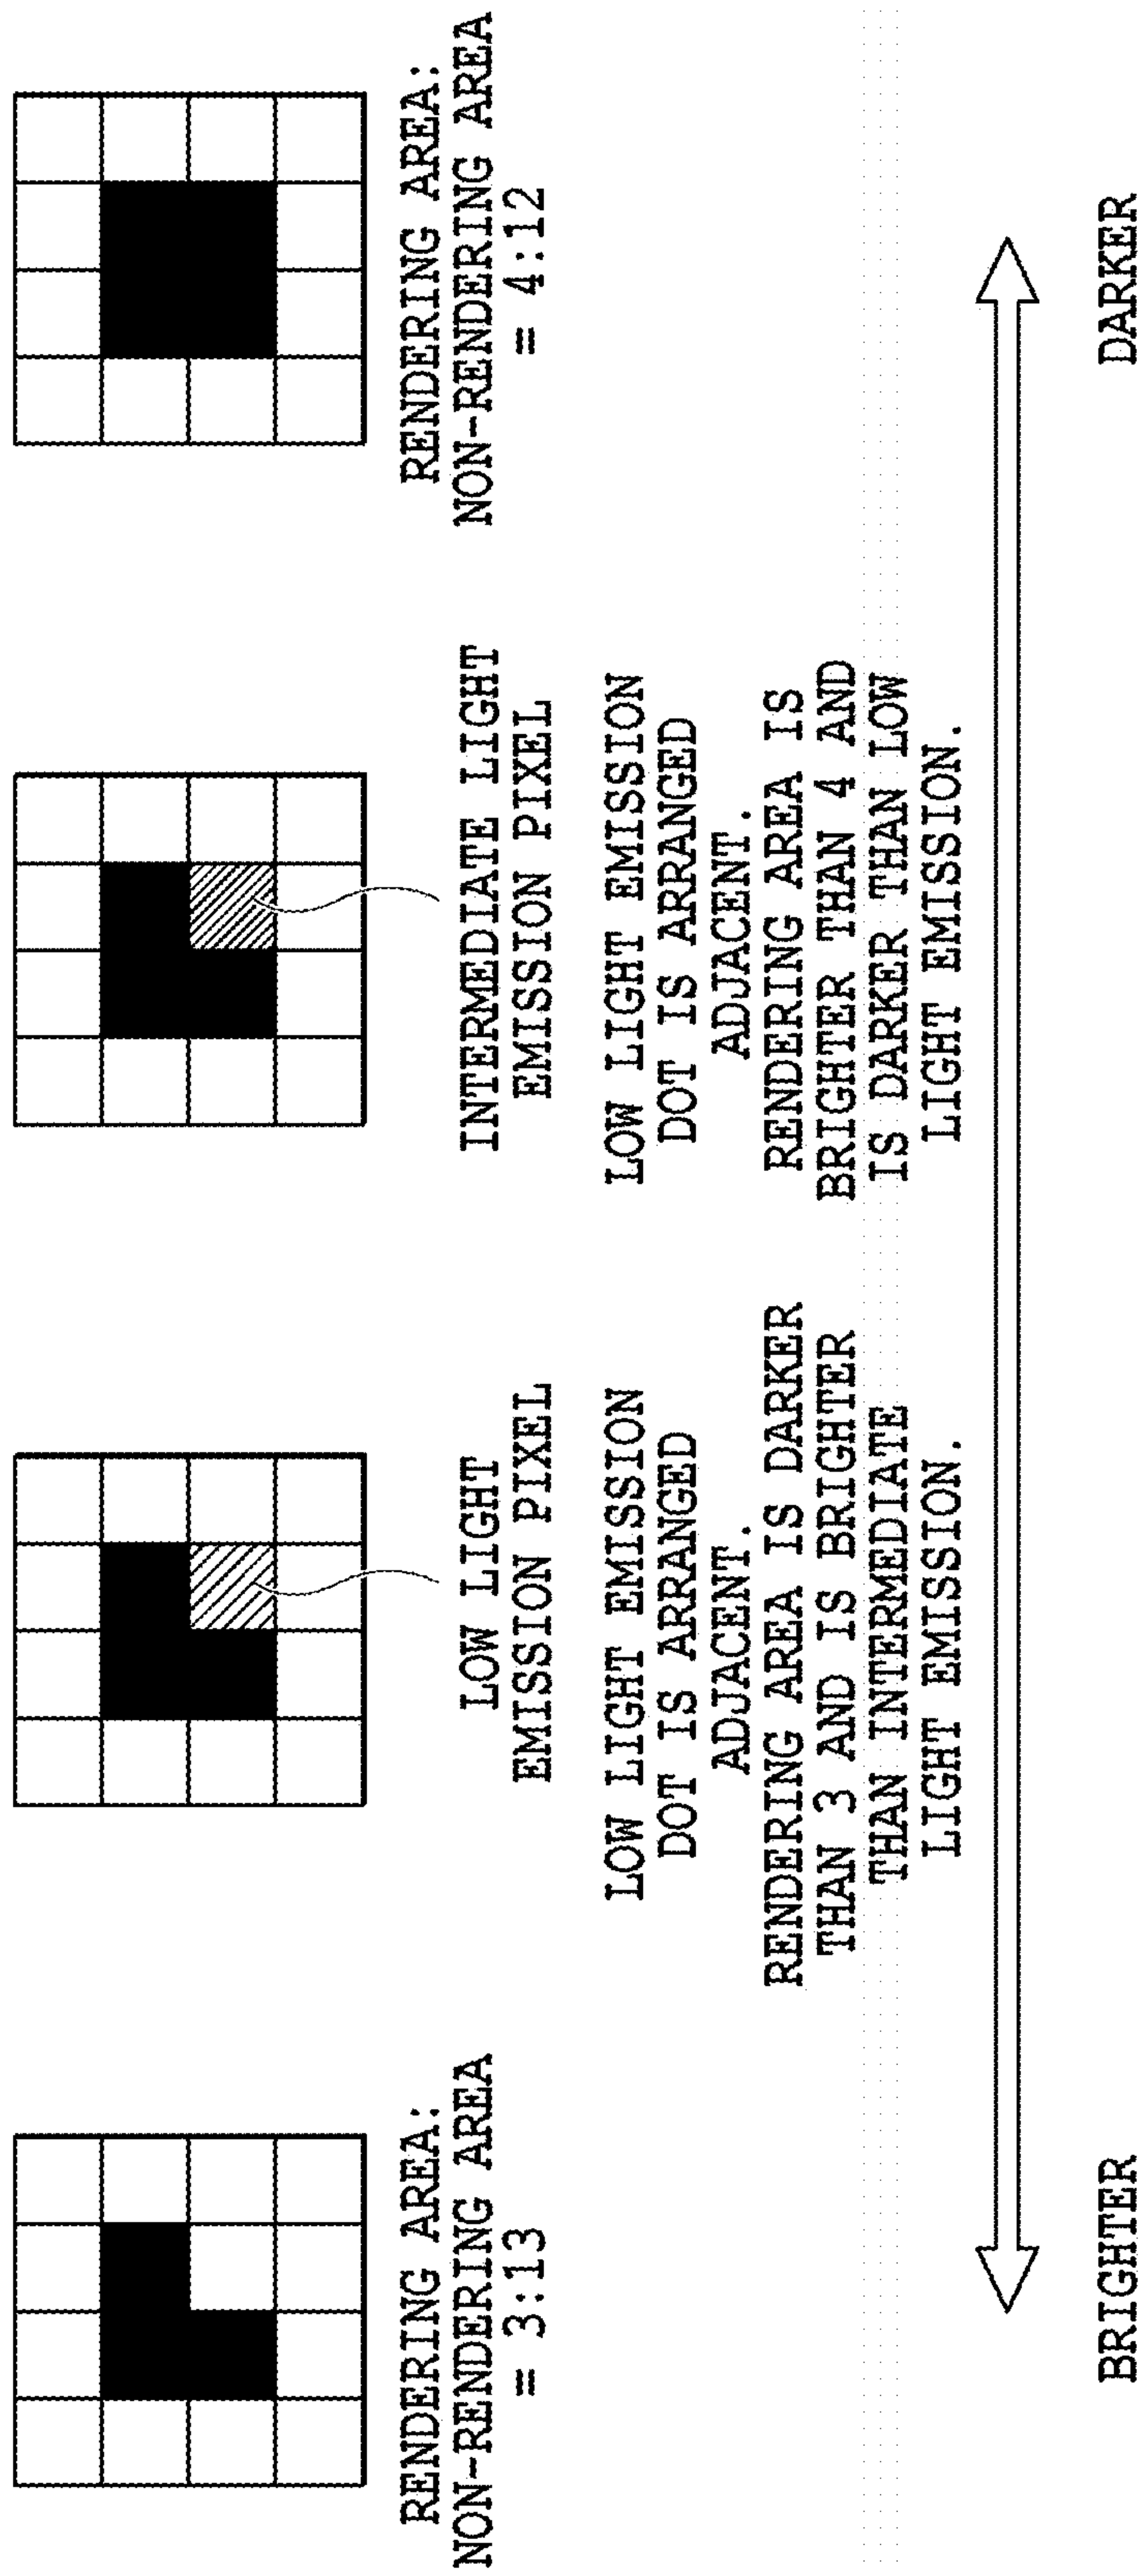 RENDERING AREA:
NON-RENDERING AREA
= 3:13
LOW LIGHT
EMISSION PIXEL
LOW LIGHT EMISSION
DOT IS ARRANGED
ADJACENT.
RENDERING AREA IS DARKER
THAN 3 AND IS BRIGHTER
THAN INTERMEDIATE
LIGHT EMISSION.
INTERMEDIATE LIGHT
EMISSION PIXEL
LOW LIGHT EMISSION
DOT IS ARRANGED
ADJACENT.
RENDERING AREA IS
BRIGHTER THAN 4 AND
IS DARKER THAN LOW
LIGHT EMISSION.
RENDERING AREA:
NON-RENDERING AREA
= 4:12
BRIGHTER
DARKER